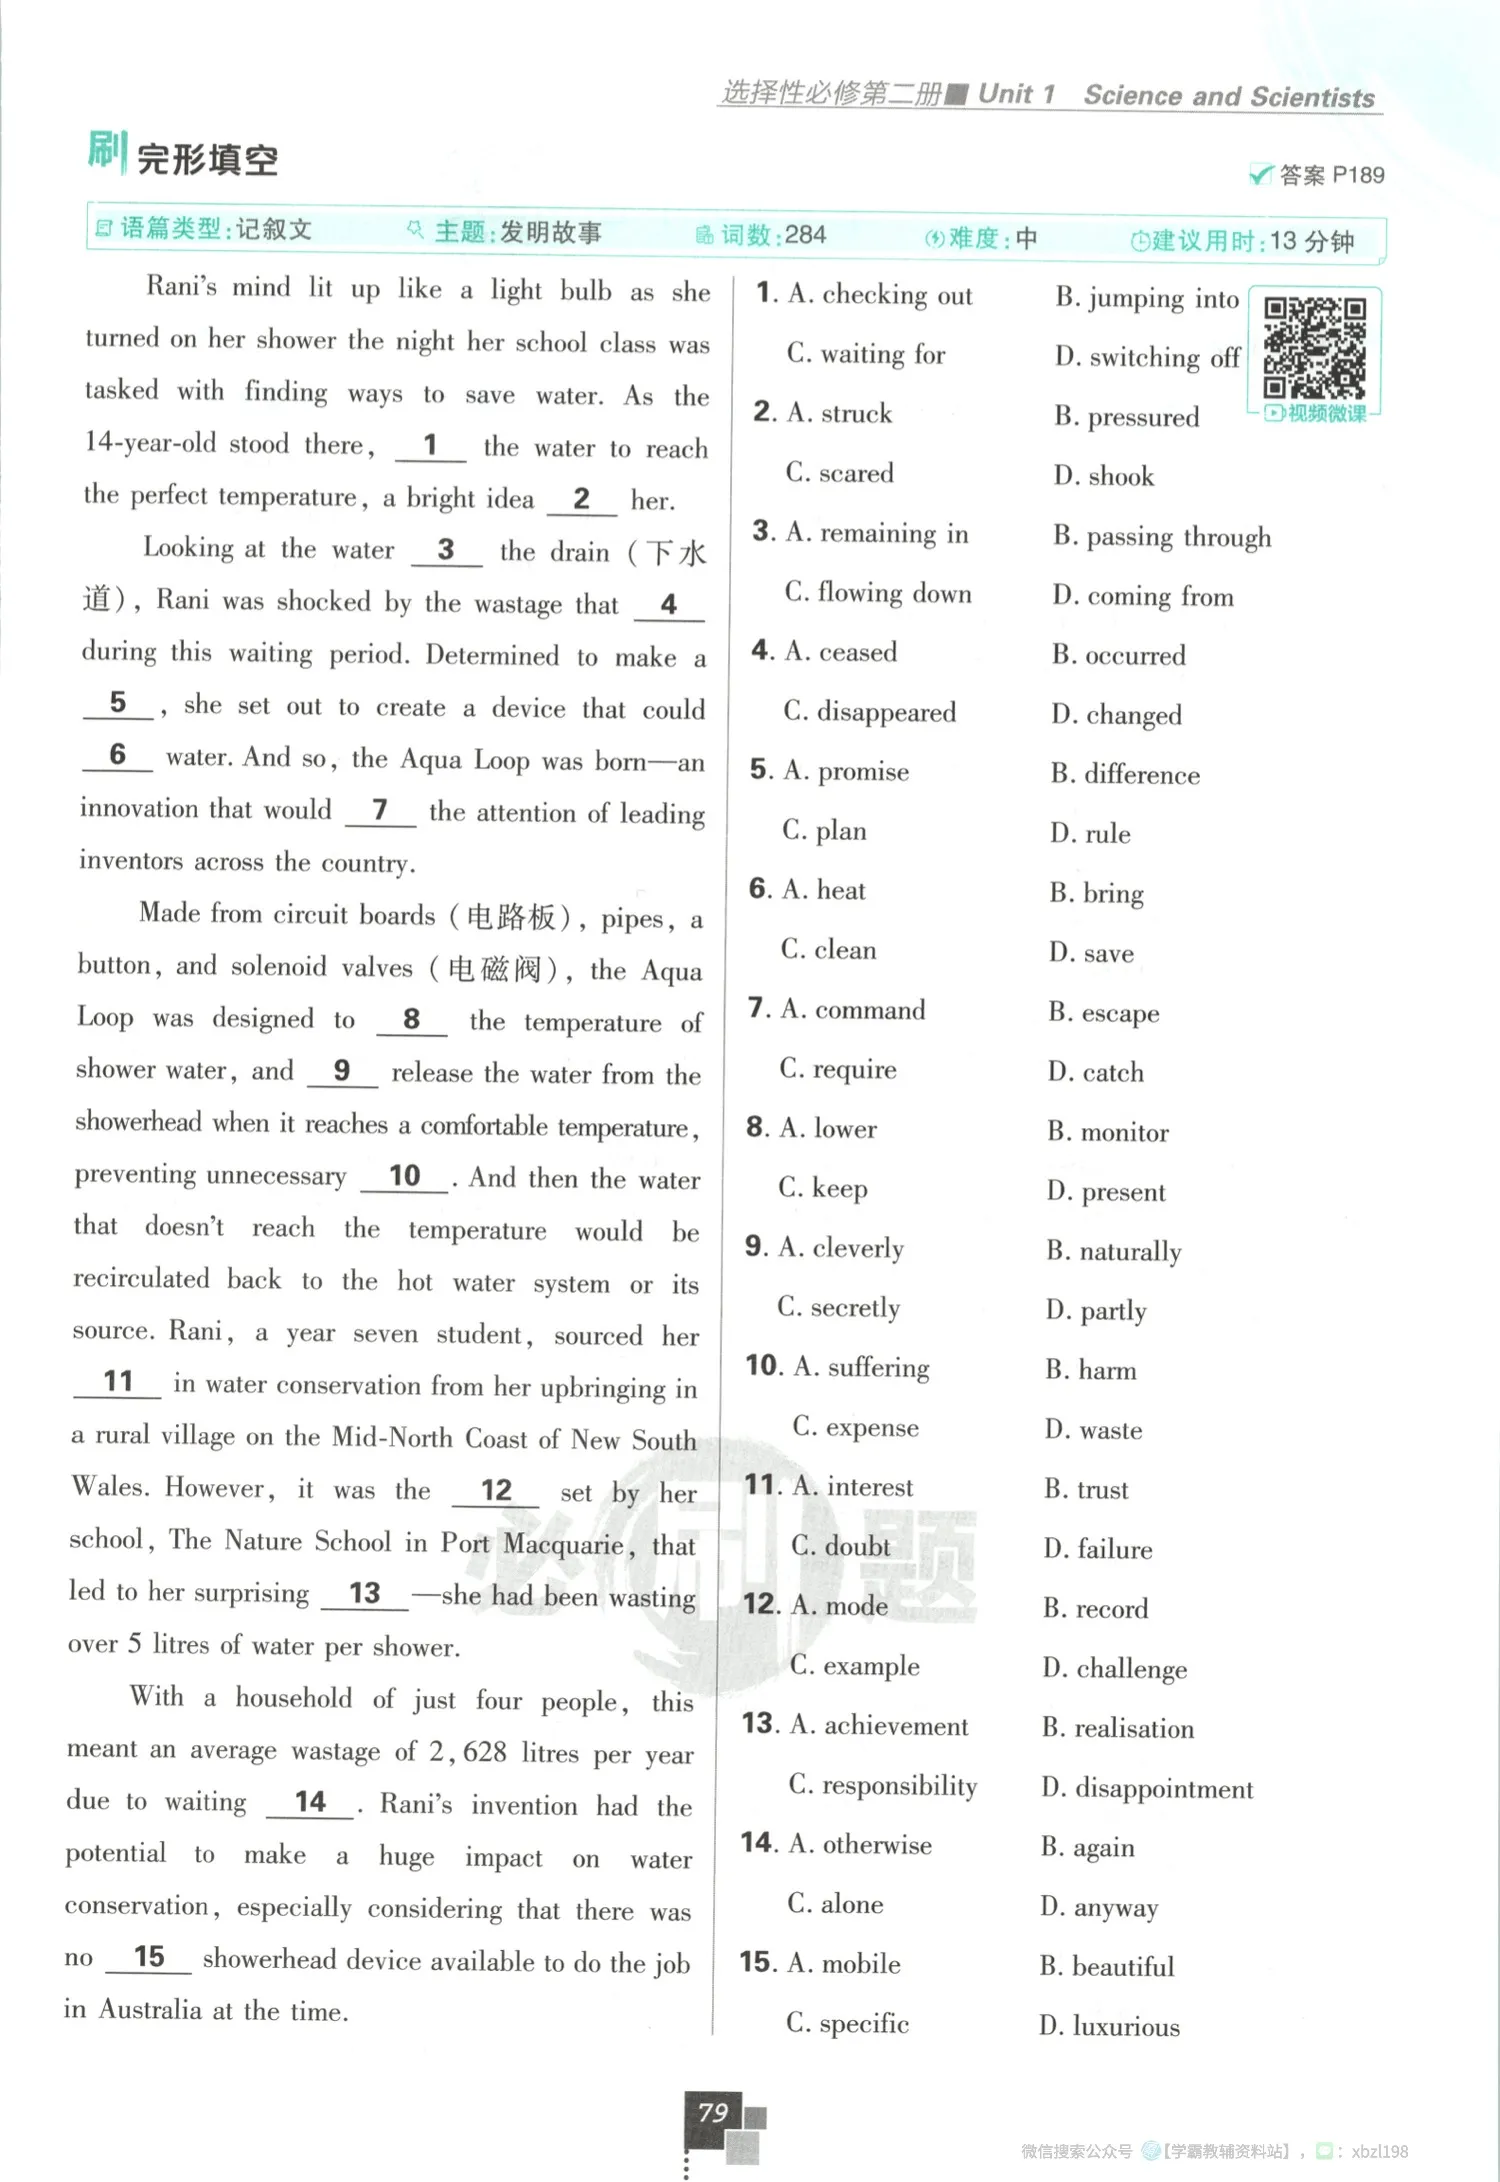 选择性必修第二册 Unit 1 Science and Scientists
刷 完形填空
答案 P189
语篇类型:记叙文 主题:发明故事 词数:284 难度:中 建议用时:13 分钟
Rani's mind lit up like a light bulb as she
turned on her shower the night her school class was
tasked with finding ways to save water. As the
14-year-old stood there, 1 the water to reach
the perfect temperature, a bright idea 2 her.
Looking at the water 3 the drain (下水
道), Rani was shocked by the wastage that 4
during this waiting period. Determined to make a
5, she set out to create a device that could
6 water. And so, the Aqua Loop was born—an
innovation that would 7 the attention of leading
inventors across the country.
Made from circuit boards (电路板), pipes, a
button, and solenoid valves (电磁阀), the Aqua
Loop was designed to 8 the temperature of
shower water, and 9 release the water from the
showerhead when it reaches a comfortable temperature,
preventing unnecessary 10. And then the water
that doesn't reach the temperature would be
recirculated back to the hot water system or its
source. Rani, a year seven student, sourced her
11 in water conservation from her upbringing in
a rural village on the Mid-North Coast of New South
Wales. However, it was the 12 set by her
school, The Nature School in Port Macquarie, that
led to her surprising 13—she had been wasting
over 5 litres of water per shower.
With a household of just four people, this
meant an average wastage of 2,628 litres per year
due to waiting 14. Rani's invention had the
potential to make a huge impact on water
conservation, especially considering that there was
no 15 showerhead device available to do the job
in Australia at the time.
1. A. checking out B. jumping into
C. waiting for D. switching off
视频微课
2. A. struck B. pressured
C. scared D. shook
3. A. remaining in B. passing through
C. flowing down D. coming from
4. A. ceased B. occurred
C. disappeared D. changed
5. A. promise B. difference
C. plan D. rule
6. A. heat B. bring
C. clean D. save
7. A. command B. escape
C. require D. catch
8. A. lower B. monitor
C. keep D. present
9. A. cleverly B. naturally
C. secretly D. partly
10. A. suffering B. harm
C. expense D. waste
11. A. interest B. trust
C. doubt D. failure
12. A. mode B. record
C. example D. challenge
13. A. achievement B. realisation
C. responsibility D. disappointment
14. A. otherwise B. again
C. alone D. anyway
15. A. mobile B. beautiful
C. specific D. luxurious
必刷题
79
微信搜索公众号【学霸教辅资料站】, : xbzl198